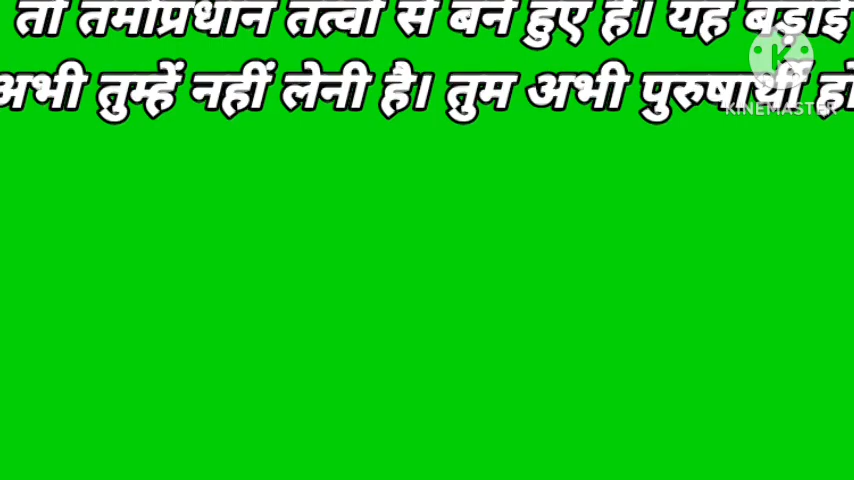 तो तमोप्रधान तत्वों से बने हुए हैं। यह बड़ाई
अभी तुम्हें नहीं लेनी है। तुम अभी पुरुषार्थी हो
KINEMASTER